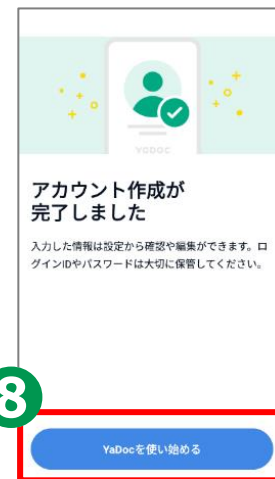 YaDoc
アカウント作成が
完了しました
入力した情報は設定から確認や編集ができます。ロ
グインIDやパスワードは大切に保管してください。
8
YaDocを使い始める